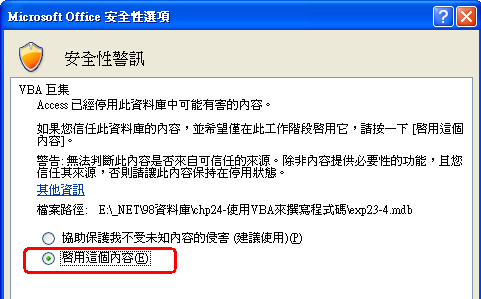 Microsoft Office 安全性選項
安全性警訊
VBA 巨集
Access 已經停用此資料庫中可能有害的內容。
如果您信任此資料庫的內容，並希望僅在此工作階段啟用它，請按一下 [啟用這個
內容]。
警告: 無法判斷此內容是否來自可信任的來源。除非內容提供必要性的功能，且您
信任其來源，否則請讓此內容保持在停用狀態。
其他資訊
檔案路徑: E:\_NET\98資料庫\chp24-使用VBA來撰寫程式碼\exp23-4.mdb
協助保護我不受未知內容的侵害 (建議使用)(P)
啟用這個內容(E)